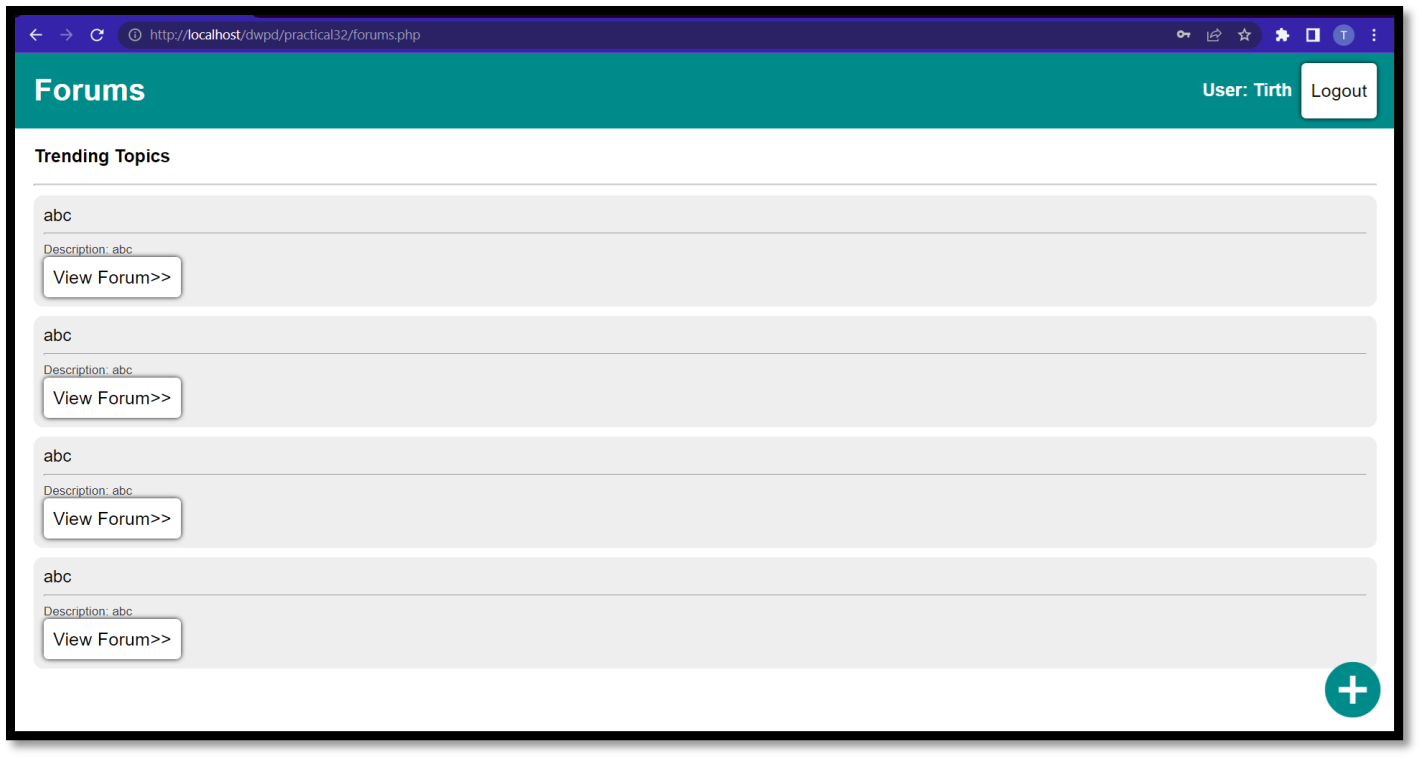 http://localhost/dwpd/practical32/forums.php
T
Forums
User: Tirth
Logout
Trending Topics
abc
Description: abc
View Forum>>
abc
Description: abc
View Forum>>
abc
Description: abc
View Forum>>
abc
Description: abc
View Forum>>